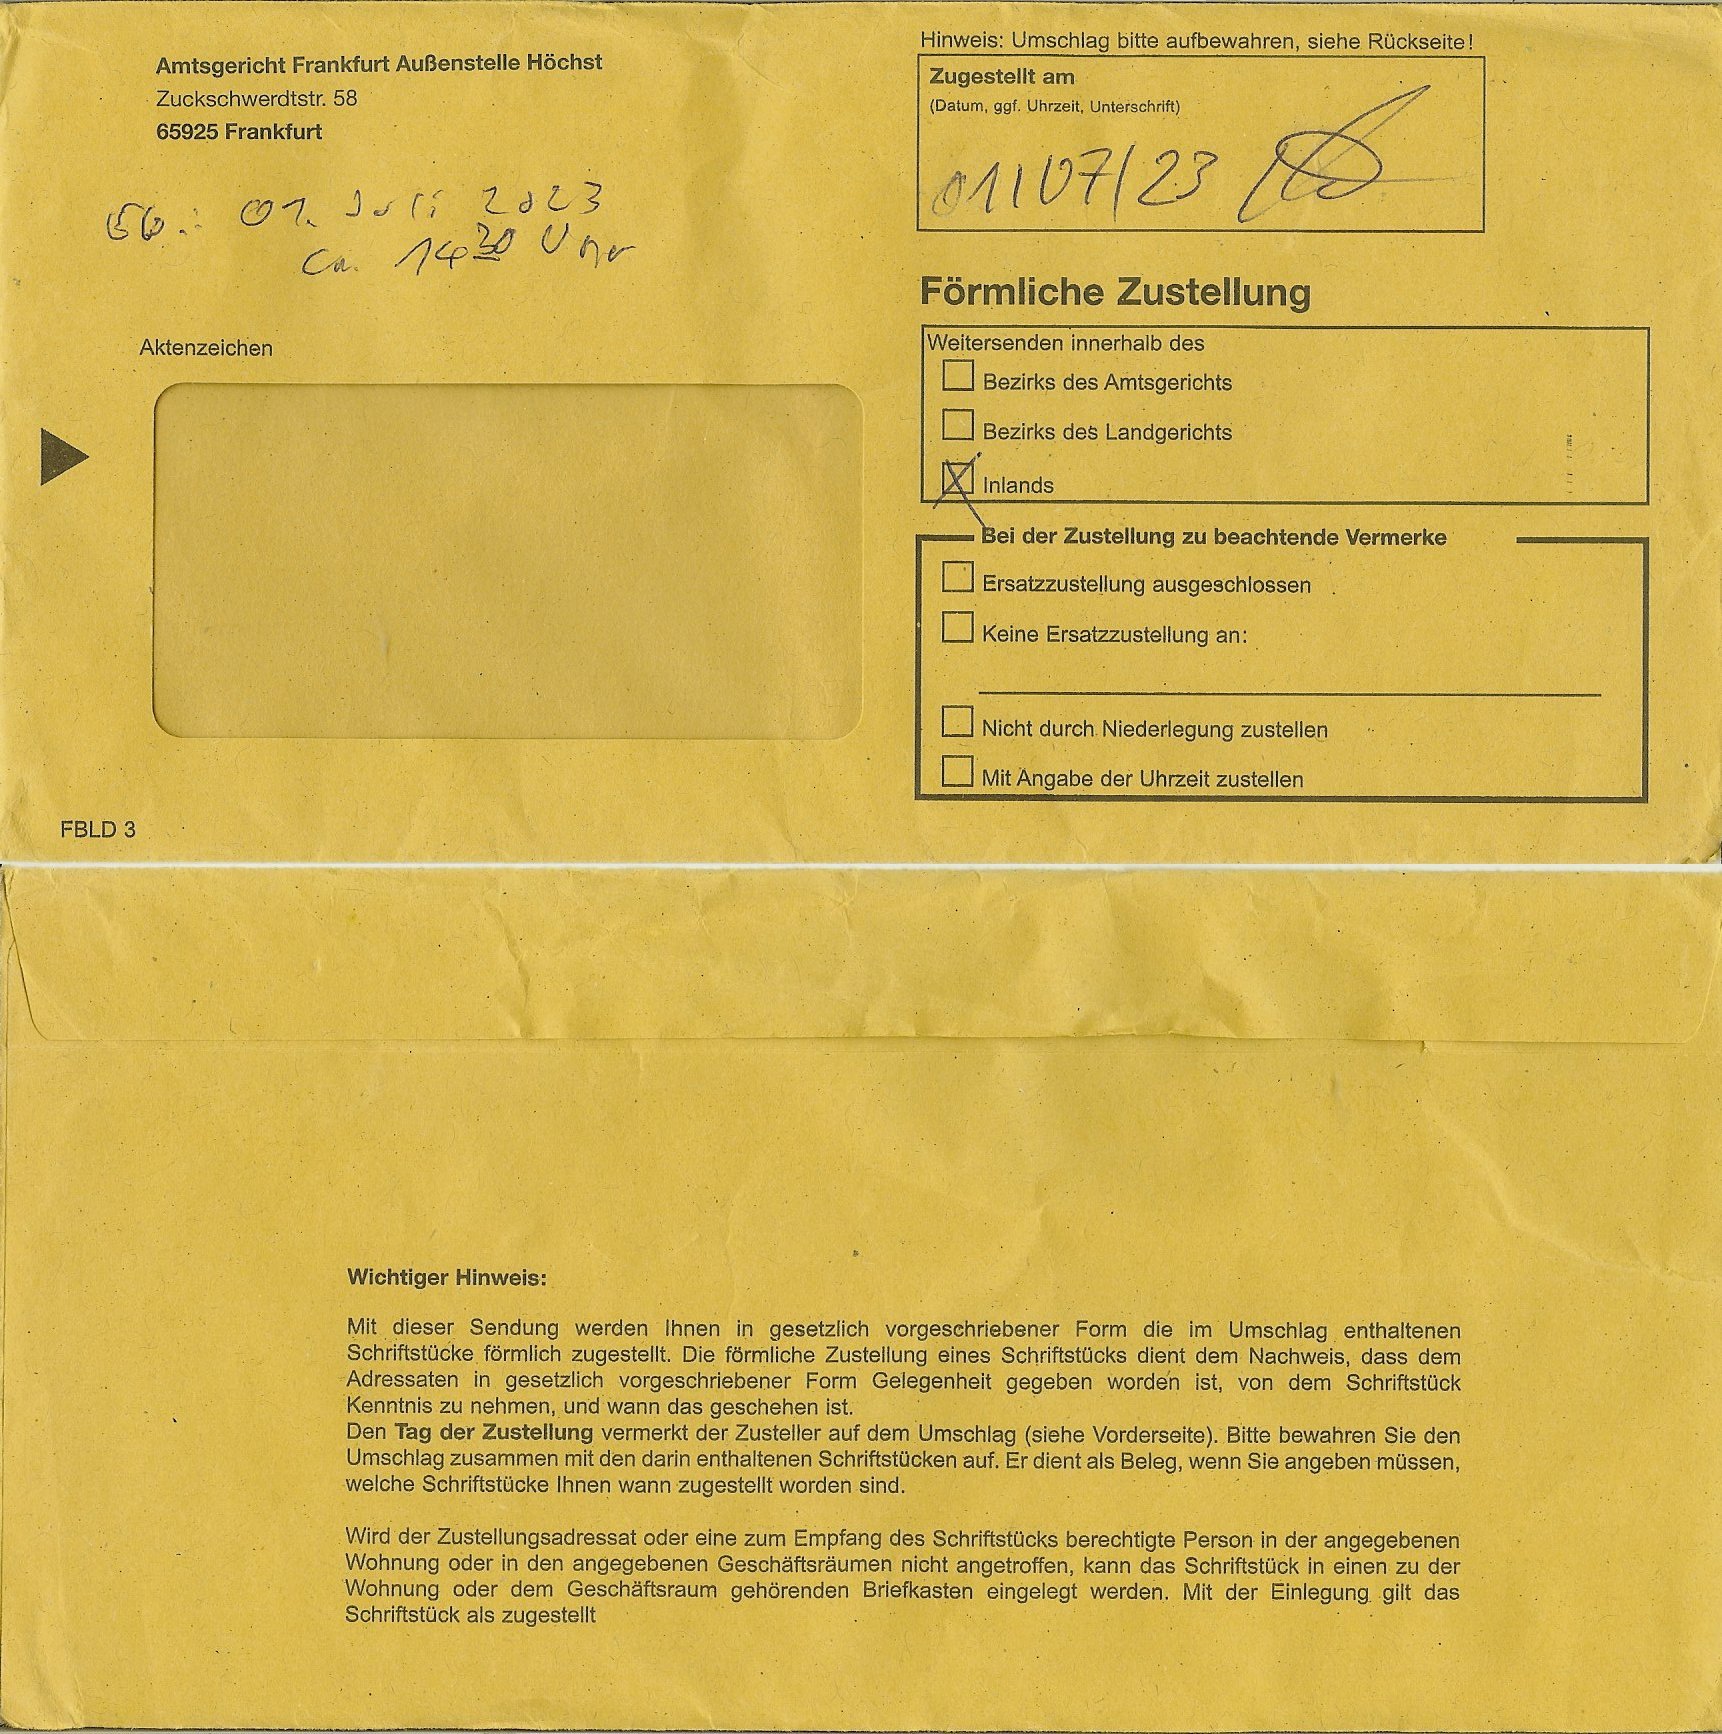 Amtsgericht Frankfurt Außenstelle Höchst
Zuckschwerdtstr. 58
65925 Frankfurt
01. Juli 2023
ca. 14 30 Uhr
Aktenzeichen
FBLD 3
Hinweis: Umschlag bitte aufbewahren, siehe Rückseite!
Zugestellt am
(Datum, ggf. Uhrzeit, Unterschrift)
01/07/23
Förmliche Zustellung
Weitersenden innerhalb des
Bezirks des Amtsgerichts
Bezirks des Landgerichts
Inlands
Bei der Zustellung zu beachtende Vermerke
Ersatzzustellung ausgeschlossen
Keine Ersatzzustellung an:
Nicht durch Niederlegung zustellen
Mit Angabe der Uhrzeit zustellen
Wichtiger Hinweis:
Mit dieser Sendung werden Ihnen in gesetzlich vorgeschriebener Form die im Umschlag enthaltenen
Schriftstücke förmlich zugestellt. Die förmliche Zustellung eines Schriftstücks dient dem Nachweis, dass dem
Adressaten in gesetzlich vorgeschriebener Form Gelegenheit gegeben worden ist, von dem Schriftstück
Kenntnis zu nehmen, und wann das geschehen ist.
Den Tag der Zustellung vermerkt der Zusteller auf dem Umschlag (siehe Vorderseite). Bitte bewahren Sie den
Umschlag zusammen mit den darin enthaltenen Schriftstücken auf. Er dient als Beleg, wenn Sie angeben müssen,
welche Schriftstücke Ihnen wann zugestellt worden sind.
Wird der Zustellungsadressat oder eine zum Empfang des Schriftstücks berechtigte Person in der angegebenen
Wohnung oder in den angegebenen Geschäftsräumen nicht angetroffen, kann das Schriftstück in einen zu der
Wohnung oder dem Geschäftsraum gehörenden Briefkasten eingelegt werden. Mit der Einlegung gilt das
Schriftstück als zugestellt